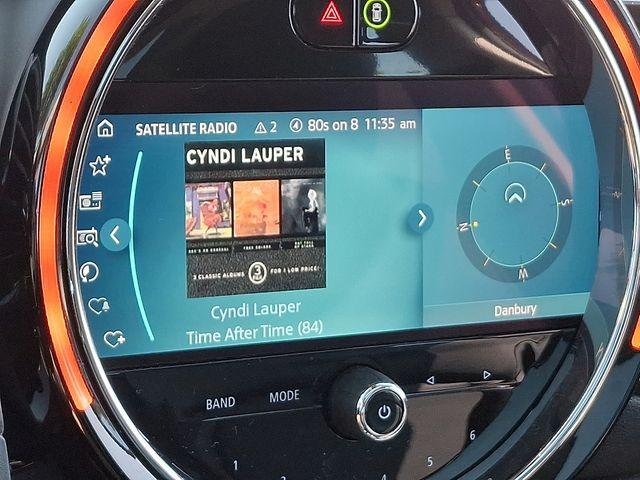 SATELLITE RADIO 2 80s on 8 11:35 am
CYNDI LAUPER
3 CLASSIC ALBUMS 3 FOR 1 LOW PRICE!
Cyndi Lauper
Time After Time (84)
E
S
N
W
Danbury
BAND MODE
1 4 5 6